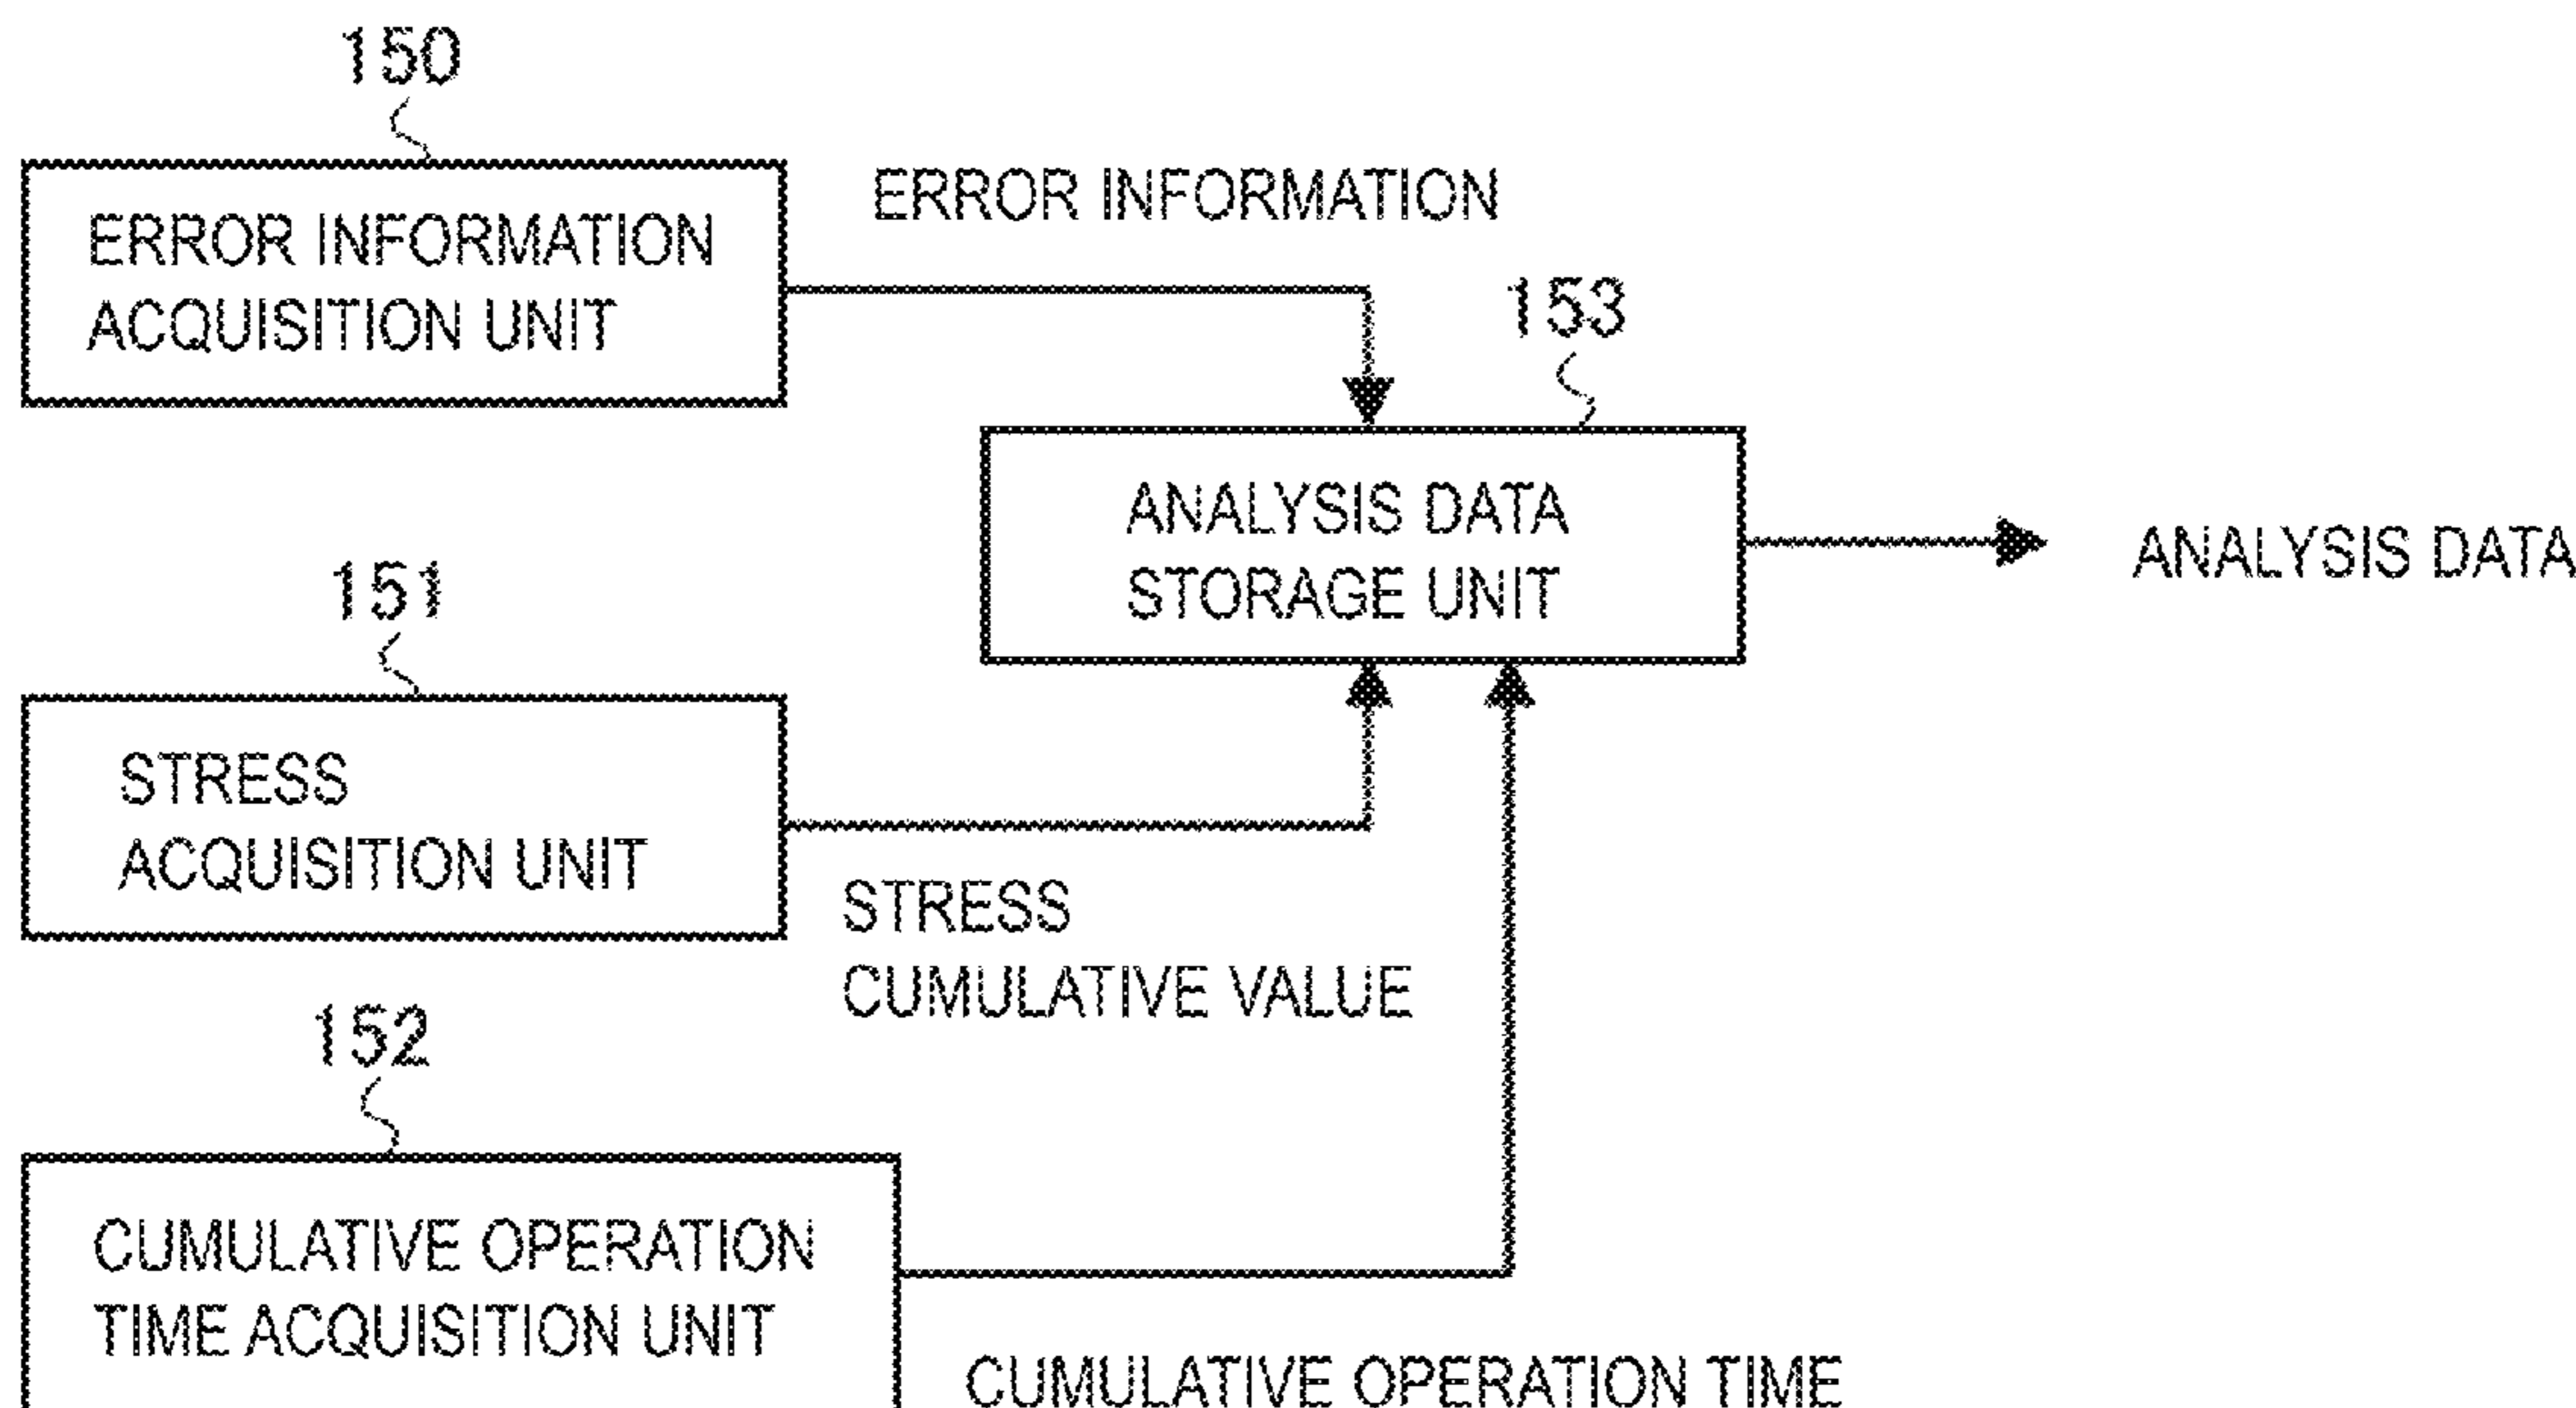 150
ERROR INFORMATION
ACQUISITION UNIT
ERROR INFORMATION
153
ANALYSIS DATA
STORAGE UNIT
ANALYSIS DATA
151
STRESS
ACQUISITION UNIT
STRESS
CUMULATIVE VALUE
152
CUMULATIVE OPERATION
TIME ACQUISITION UNIT
CUMULATIVE OPERATION TIME